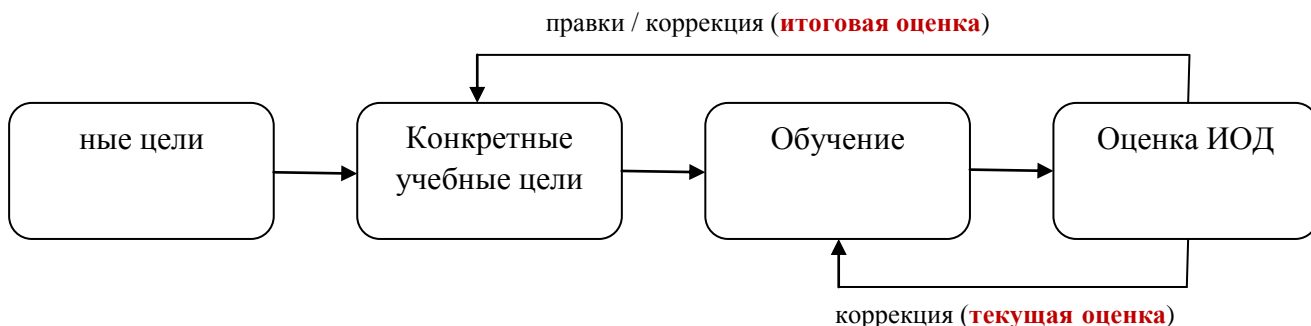 правки / коррекция (итоговая оценка)
ные цели
Конкретные
учебные цели
Обучение
Оценка ИОД
коррекция (текущая оценка)